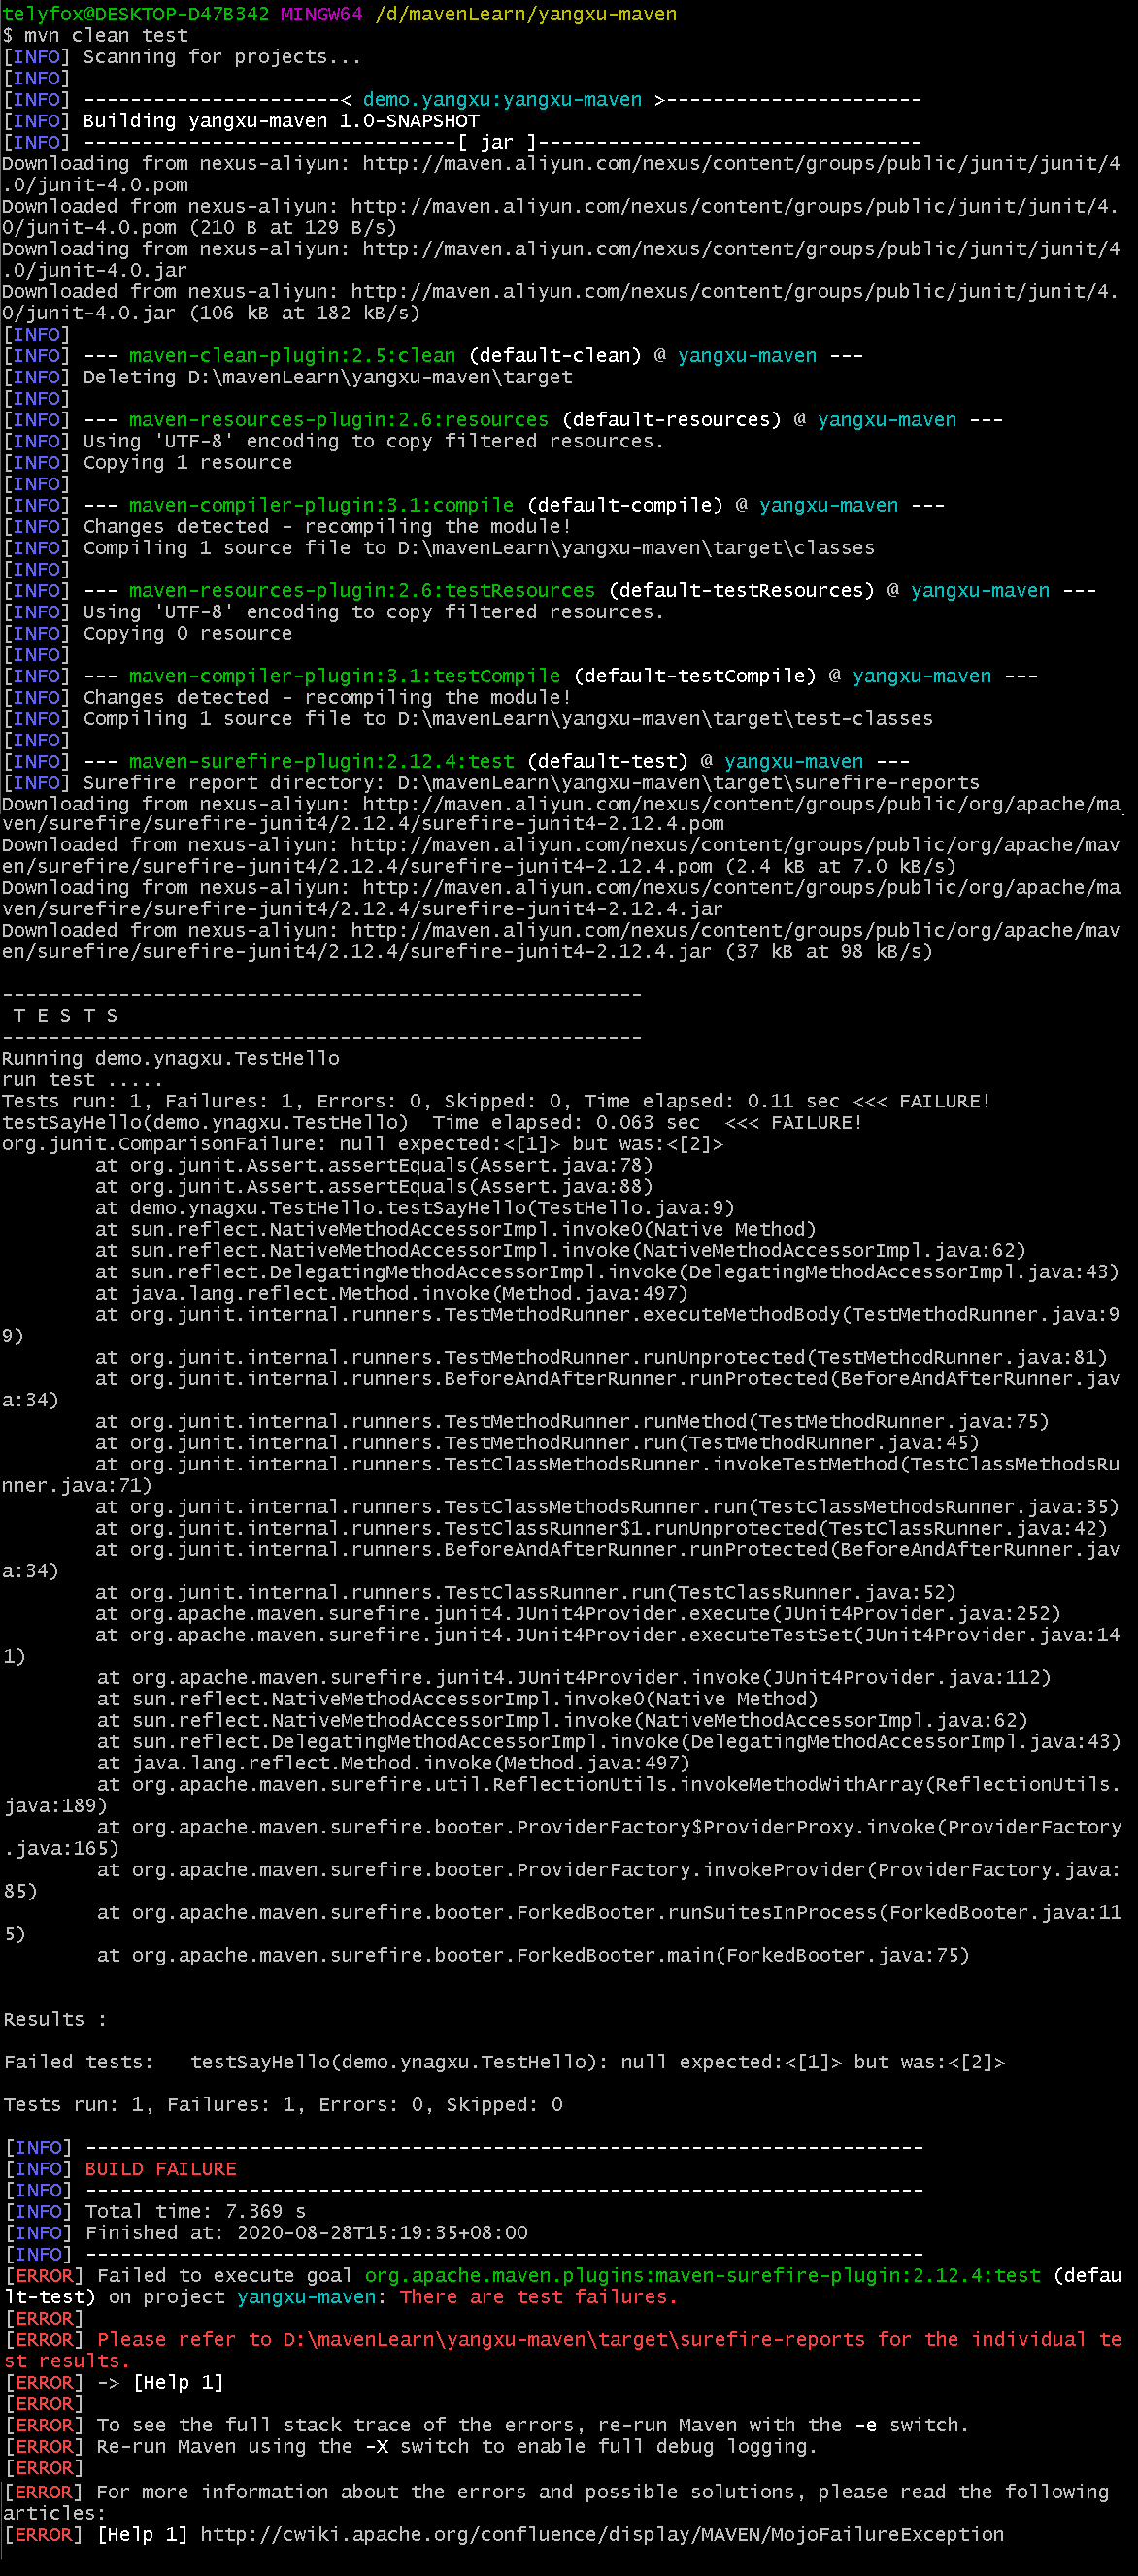 telyfox@DESKTOP-D47B342 MINGW64 /d/mavenLearn/yangxu-maven
$ mvn clean test
[INFO] Scanning for projects...
[INFO]
[INFO] ----------------------< demo.yangxu:yangxu-maven >----------------------
[INFO] Building yangxu-maven 1.0-SNAPSHOT
[INFO] --------------------------------[ jar ]---------------------------------
Downloading from nexus-aliyun: http://maven.aliyun.com/nexus/content/groups/public/junit/junit/4
.0/junit-4.0.pom
Downloaded from nexus-aliyun: http://maven.aliyun.com/nexus/content/groups/public/junit/junit/4.
0/junit-4.0.pom (210 B at 129 B/s)
Downloading from nexus-aliyun: http://maven.aliyun.com/nexus/content/groups/public/junit/junit/4
.0/junit-4.0.jar
Downloaded from nexus-aliyun: http://maven.aliyun.com/nexus/content/groups/public/junit/junit/4.
0/junit-4.0.jar (106 kB at 182 kB/s)
[INFO]
[INFO] --- maven-clean-plugin:2.5:clean (default-clean) @ yangxu-maven ---
[INFO] Deleting D:\mavenLearn\yangxu-maven\target
[INFO]
[INFO] --- maven-resources-plugin:2.6:resources (default-resources) @ yangxu-maven ---
[INFO] Using 'UTF-8' encoding to copy filtered resources.
[INFO] Copying 1 resource
[INFO]
[INFO] --- maven-compiler-plugin:3.1:compile (default-compile) @ yangxu-maven ---
[INFO] Changes detected - recompiling the module!
[INFO] Compiling 1 source file to D:\mavenLearn\yangxu-maven\target\classes
[INFO]
[INFO] --- maven-resources-plugin:2.6:testResources (default-testResources) @ yangxu-maven ---
[INFO] Using 'UTF-8' encoding to copy filtered resources.
[INFO] Copying 0 resource
[INFO]
[INFO] --- maven-compiler-plugin:3.1:testCompile (default-testCompile) @ yangxu-maven ---
[INFO] Changes detected - recompiling the module!
[INFO] Compiling 1 source file to D:\mavenLearn\yangxu-maven\target\test-classes
[INFO]
[INFO] --- maven-surefire-plugin:2.12.4:test (default-test) @ yangxu-maven ---
[INFO] Surefire report directory: D:\mavenLearn\yangxu-maven\target\surefire-reports
Downloading from nexus-aliyun: http://maven.aliyun.com/nexus/content/groups/public/org/apache/ma
ven/surefire/surefire-junit4/2.12.4/surefire-junit4-2.12.4.pom
Downloaded from nexus-aliyun: http://maven.aliyun.com/nexus/content/groups/public/org/apache/mav
en/surefire/surefire-junit4/2.12.4/surefire-junit4-2.12.4.pom (2.4 kB at 7.0 kB/s)
Downloading from nexus-aliyun: http://maven.aliyun.com/nexus/content/groups/public/org/apache/ma
ven/surefire/surefire-junit4/2.12.4/surefire-junit4-2.12.4.jar
Downloaded from nexus-aliyun: http://maven.aliyun.com/nexus/content/groups/public/org/apache/mav
en/surefire/surefire-junit4/2.12.4/surefire-junit4-2.12.4.jar (37 kB at 98 kB/s)
-------------------------------------------------------
T E S T S
-------------------------------------------------------
Running demo.ynagxu.TestHello
run test .....
Tests run: 1, Failures: 1, Errors: 0, Skipped: 0, Time elapsed: 0.11 sec <<< FAILURE!
testSayHello(demo.ynagxu.TestHello)  Time elapsed: 0.063 sec  <<< FAILURE!
org.junit.ComparisonFailure: null expected:<[1]> but was:<[2]>
at org.junit.Assert.assertEquals(Assert.java:78)
at org.junit.Assert.assertEquals(Assert.java:88)
at demo.ynagxu.TestHello.testSayHello(TestHello.java:9)
at sun.reflect.NativeMethodAccessorImpl.invoke0(Native Method)
at sun.reflect.NativeMethodAccessorImpl.invoke(NativeMethodAccessorImpl.java:62)
at sun.reflect.DelegatingMethodAccessorImpl.invoke(DelegatingMethodAccessorImpl.java:43)
at java.lang.reflect.Method.invoke(Method.java:497)
at org.junit.internal.runners.TestMethodRunner.executeMethodBody(TestMethodRunner.java:9
9)
at org.junit.internal.runners.TestMethodRunner.runUnprotected(TestMethodRunner.java:81)
at org.junit.internal.runners.BeforeAndAfterRunner.runProtected(BeforeAndAfterRunner.jav
a:34)
at org.junit.internal.runners.TestMethodRunner.runMethod(TestMethodRunner.java:75)
at org.junit.internal.runners.TestMethodRunner.run(TestMethodRunner.java:45)
at org.junit.internal.runners.TestClassMethodsRunner.invokeTestMethod(TestClassMethodsRu
nner.java:71)
at org.junit.internal.runners.TestClassMethodsRunner.run(TestClassMethodsRunner.java:35)
at org.junit.internal.runners.TestClassRunner$1.runUnprotected(TestClassRunner.java:42)
at org.junit.internal.runners.BeforeAndAfterRunner.runProtected(BeforeAndAfterRunner.jav
a:34)
at org.junit.internal.runners.TestClassRunner.run(TestClassRunner.java:52)
at org.apache.maven.surefire.junit4.JUnit4Provider.execute(JUnit4Provider.java:252)
at org.apache.maven.surefire.junit4.JUnit4Provider.executeTestSet(JUnit4Provider.java:14
1)
at org.apache.maven.surefire.junit4.JUnit4Provider.invoke(JUnit4Provider.java:112)
at sun.reflect.NativeMethodAccessorImpl.invoke0(Native Method)
at sun.reflect.NativeMethodAccessorImpl.invoke(NativeMethodAccessorImpl.java:62)
at sun.reflect.DelegatingMethodAccessorImpl.invoke(DelegatingMethodAccessorImpl.java:43)
at java.lang.reflect.Method.invoke(Method.java:497)
at org.apache.maven.surefire.util.ReflectionUtils.invokeMethodWithArray(ReflectionUtils.
java:189)
at org.apache.maven.surefire.booter.ProviderFactory$ProviderProxy.invoke(ProviderFactory
.java:165)
at org.apache.maven.surefire.booter.ProviderFactory.invokeProvider(ProviderFactory.java:
85)
at org.apache.maven.surefire.booter.ForkedBooter.runSuitesInProcess(ForkedBooter.java:11
5)
at org.apache.maven.surefire.booter.ForkedBooter.main(ForkedBooter.java:75)
Results :
Failed tests:   testSayHello(demo.ynagxu.TestHello): null expected:<[1]> but was:<[2]>
Tests run: 1, Failures: 1, Errors: 0, Skipped: 0
[INFO] ------------------------------------------------------------------------
[INFO] BUILD FAILURE
[INFO] ------------------------------------------------------------------------
[INFO] Total time: 7.369 s
[INFO] Finished at: 2020-08-28T15:19:35+08:00
[INFO] ------------------------------------------------------------------------
[ERROR] Failed to execute goal org.apache.maven.plugins:maven-surefire-plugin:2.12.4:test (defau
lt-test) on project yangxu-maven: There are test failures.
[ERROR]
[ERROR] Please refer to D:\mavenLearn\yangxu-maven\target\surefire-reports for the individual te
st results.
[ERROR] -> [Help 1]
[ERROR]
[ERROR] To see the full stack trace of the errors, re-run Maven with the -e switch.
[ERROR] Re-run Maven using the -X switch to enable full debug logging.
[ERROR]
[ERROR] For more information about the errors and possible solutions, please read the following
articles:
[ERROR] [Help 1] http://cwiki.apache.org/confluence/display/MAVEN/MojoFailureException